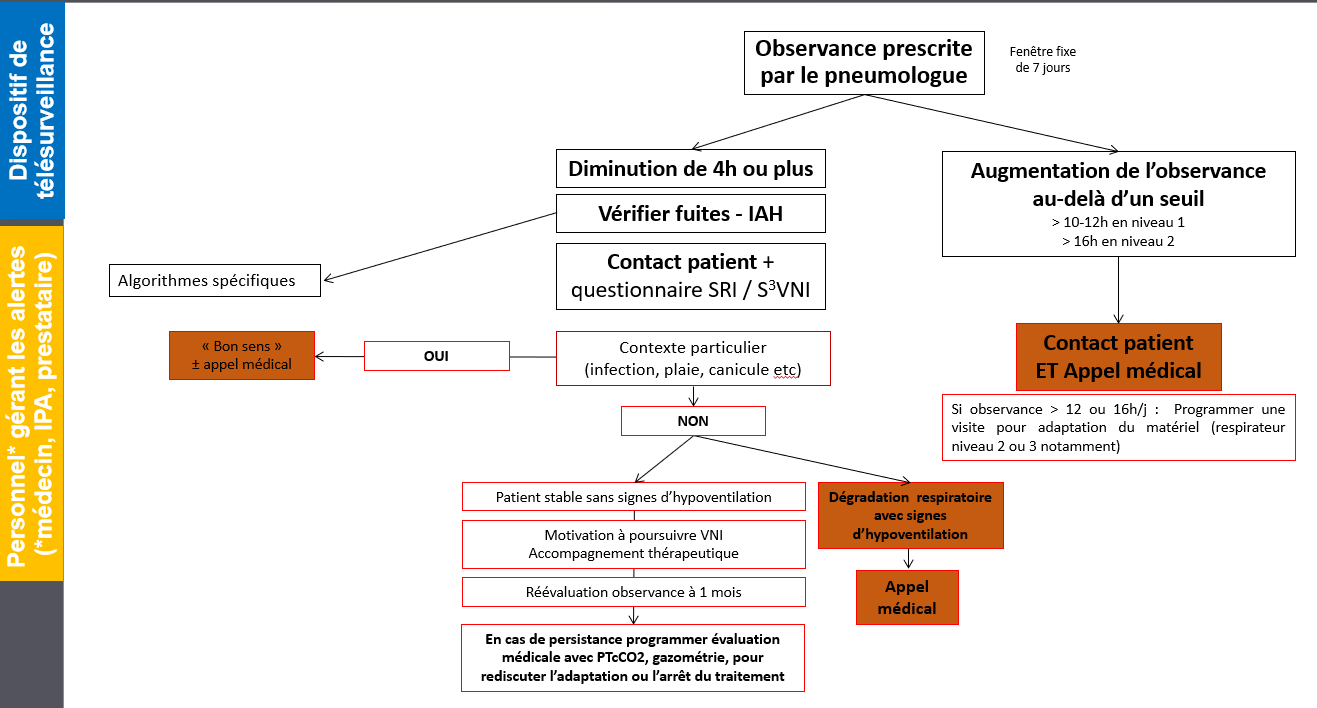 Dispositif de
télésurveillance
Personnel* gérant les alertes
(*médecin, IPA, prestataire)
Observance prescrite
par le pneumologue
Fenêtre fixe
de 7 jours
Diminution de 4h ou plus
Vérifier fuites - IAH
Contact patient +
questionnaire SRI / S³VNI
Algorithmes spécifiques
Augmentation de l’observance
au-delà d’un seuil
> 10-12h en niveau 1
> 16h en niveau 2
Contact patient
ET Appel médical
Si observance > 12 ou 16h/j : Programmer une
visite pour adaptation du matériel (respirateur
niveau 2 ou 3 notamment)
Contexte particulier
(infection, plaie, canicule etc)
OUI
« Bon sens »
± appel médical
NON
Patient stable sans signes d’hypoventilation
Motivation à poursuivre VNI
Accompagnement thérapeutique
Réévaluation observance à 1 mois
En cas de persistance programmer évaluation
médicale avec PTcCO2, gazométrie, pour
rediscuter l’adaptation ou l’arrêt du traitement
Dégradation respiratoire
avec signes
d’hypoventilation
Appel
médical